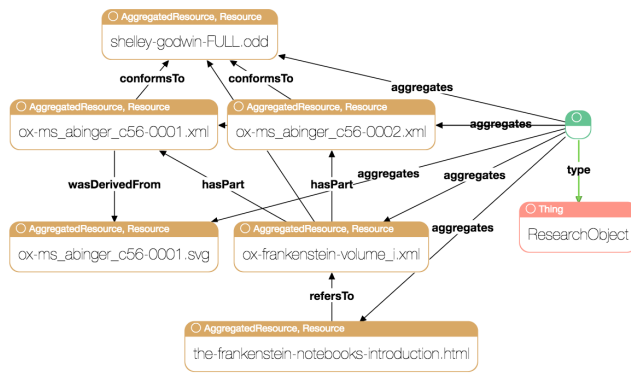 AggregatedResource, Resource
shelley-godwin-FULL.odd
conformsTo
conformsTo
aggregates
AggregatedResource, Resource
ox-ms_abinger_c56-0001.xml
AggregatedResource, Resource
ox-ms_abinger_c56-0002.xml
aggregates
aggregates
aggregates
type
wasDerivedFrom
hasPart
hasPart
Thing
ResearchObject
AggregatedResource, Resource
ox-ms_abinger_c56-0001.svg
AggregatedResource, Resource
ox-frankenstein-volume_i.xml
aggregates
refersTo
AggregatedResource, Resource
the-frankenstein-notebooks-introduction.html